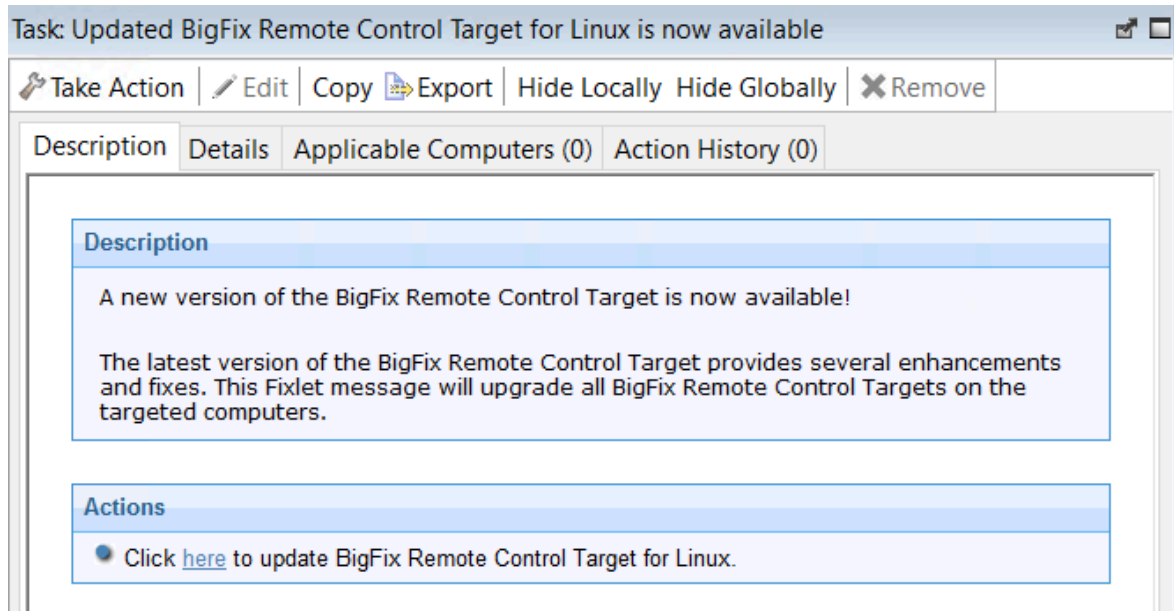 Task: Updated BigFix Remote Control Target for Linux is now available
Take Action Edit Copy Export Hide Locally Hide Globally Remove
Description Details Applicable Computers (0) Action History (0)
Description
A new version of the BigFix Remote Control Target is now available!
The latest version of the BigFix Remote Control Target provides several enhancements
and fixes. This Fixlet message will upgrade all BigFix Remote Control Targets on the
targeted computers.
Actions
Click here to update BigFix Remote Control Target for Linux.